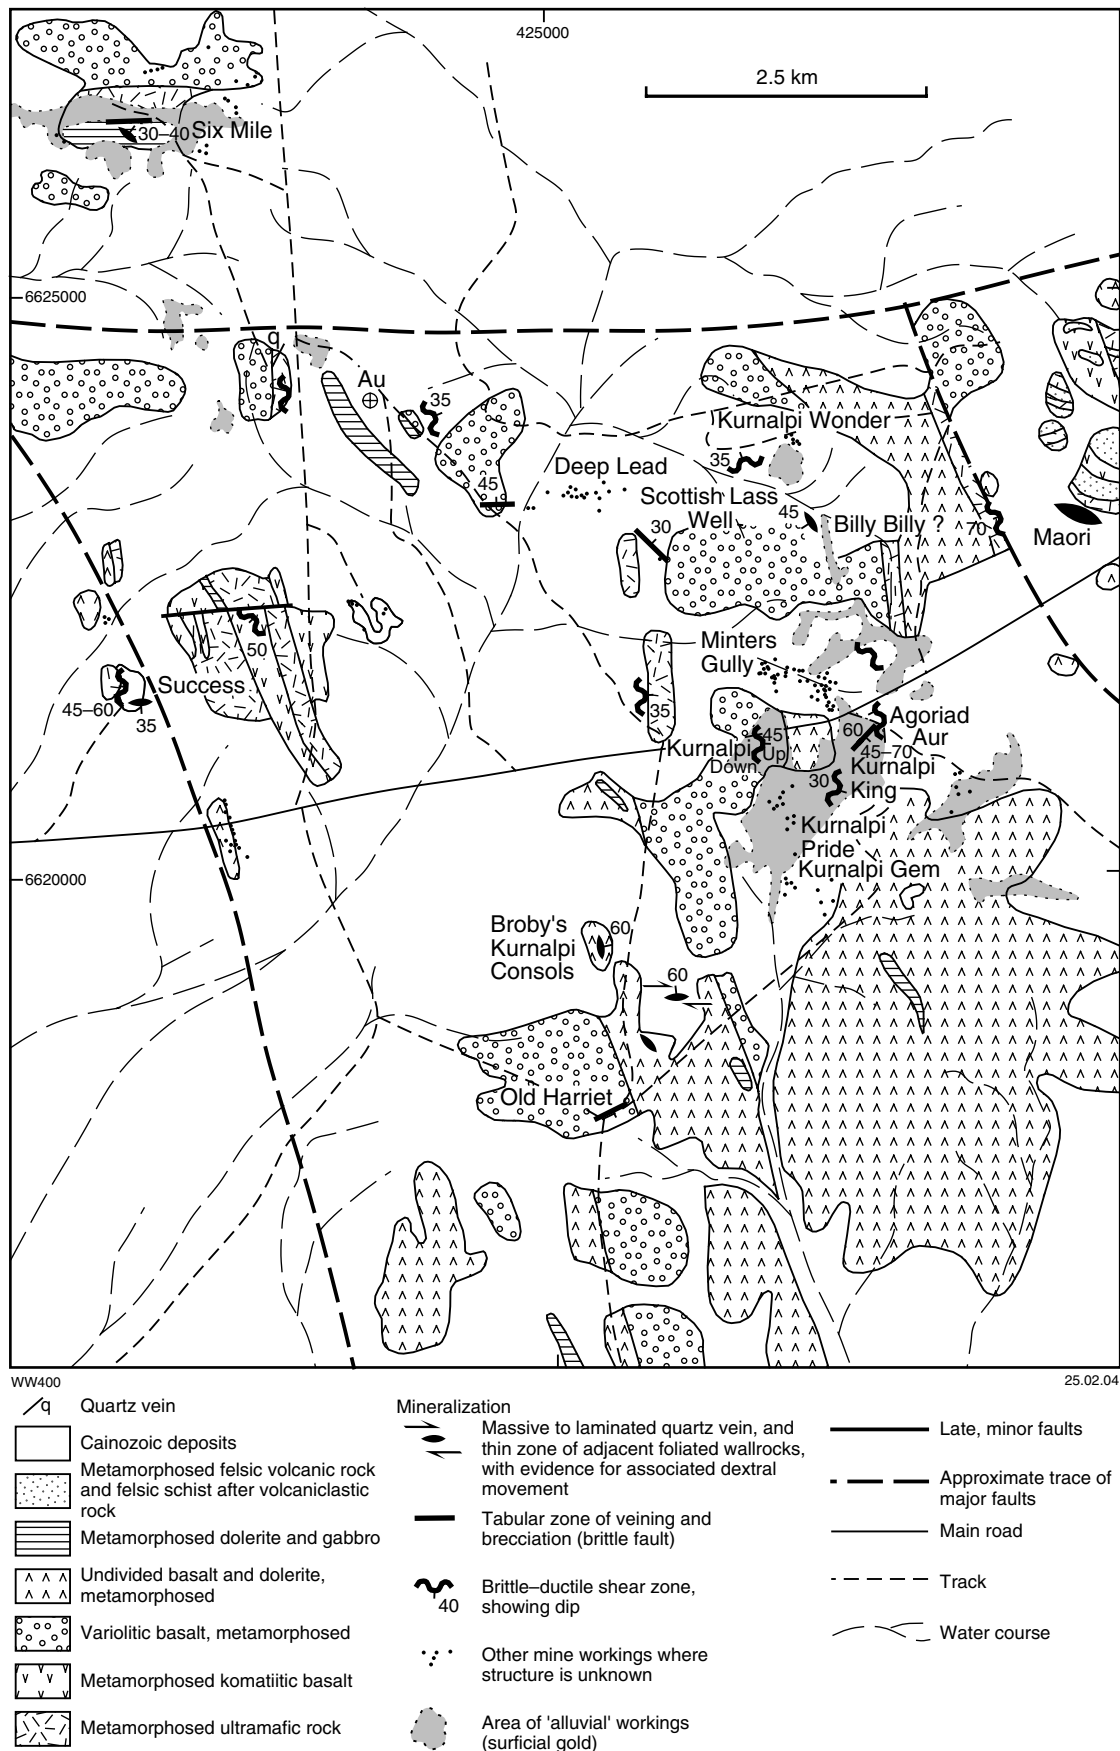 425000
2.5 km
30–40
Six Mile
6625000
q
Au
35
45
Kurnalpi Wonder
35
Deep Lead
Scottish Lass
Well
45
Billy Billy ?
70
Maori
30
50
Success
45–60
35
Minters
Gully
35
Agoriad
Aur
60
45–70
Kurnalpi
Down
45
Up
30
Kurnalpi
King
Kurnalpi
Pride
Kurnalpi Gem
6620000
Broby's
Kurnalpi
Consols
60
60
Old Harriet
WW400
25.02.04
q
Quartz vein
Cainozoic deposits
Metamorphosed felsic volcanic rock
and felsic schist after volcaniclastic
rock
Metamorphosed dolerite and gabbro
Undivided basalt and dolerite,
metamorphosed
Variolitic basalt, metamorphosed
Metamorphosed komatiitic basalt
Metamorphosed ultramafic rock
Mineralization
Massive to laminated quartz vein, and
thin zone of adjacent foliated wallrocks,
with evidence for associated dextral
movement
Tabular zone of veining and
brecciation (brittle fault)
40
Brittle–ductile shear zone,
showing dip
Other mine workings where
structure is unknown
Area of 'alluvial' workings
(surficial gold)
Late, minor faults
Approximate trace of
major faults
Main road
Track
Water course